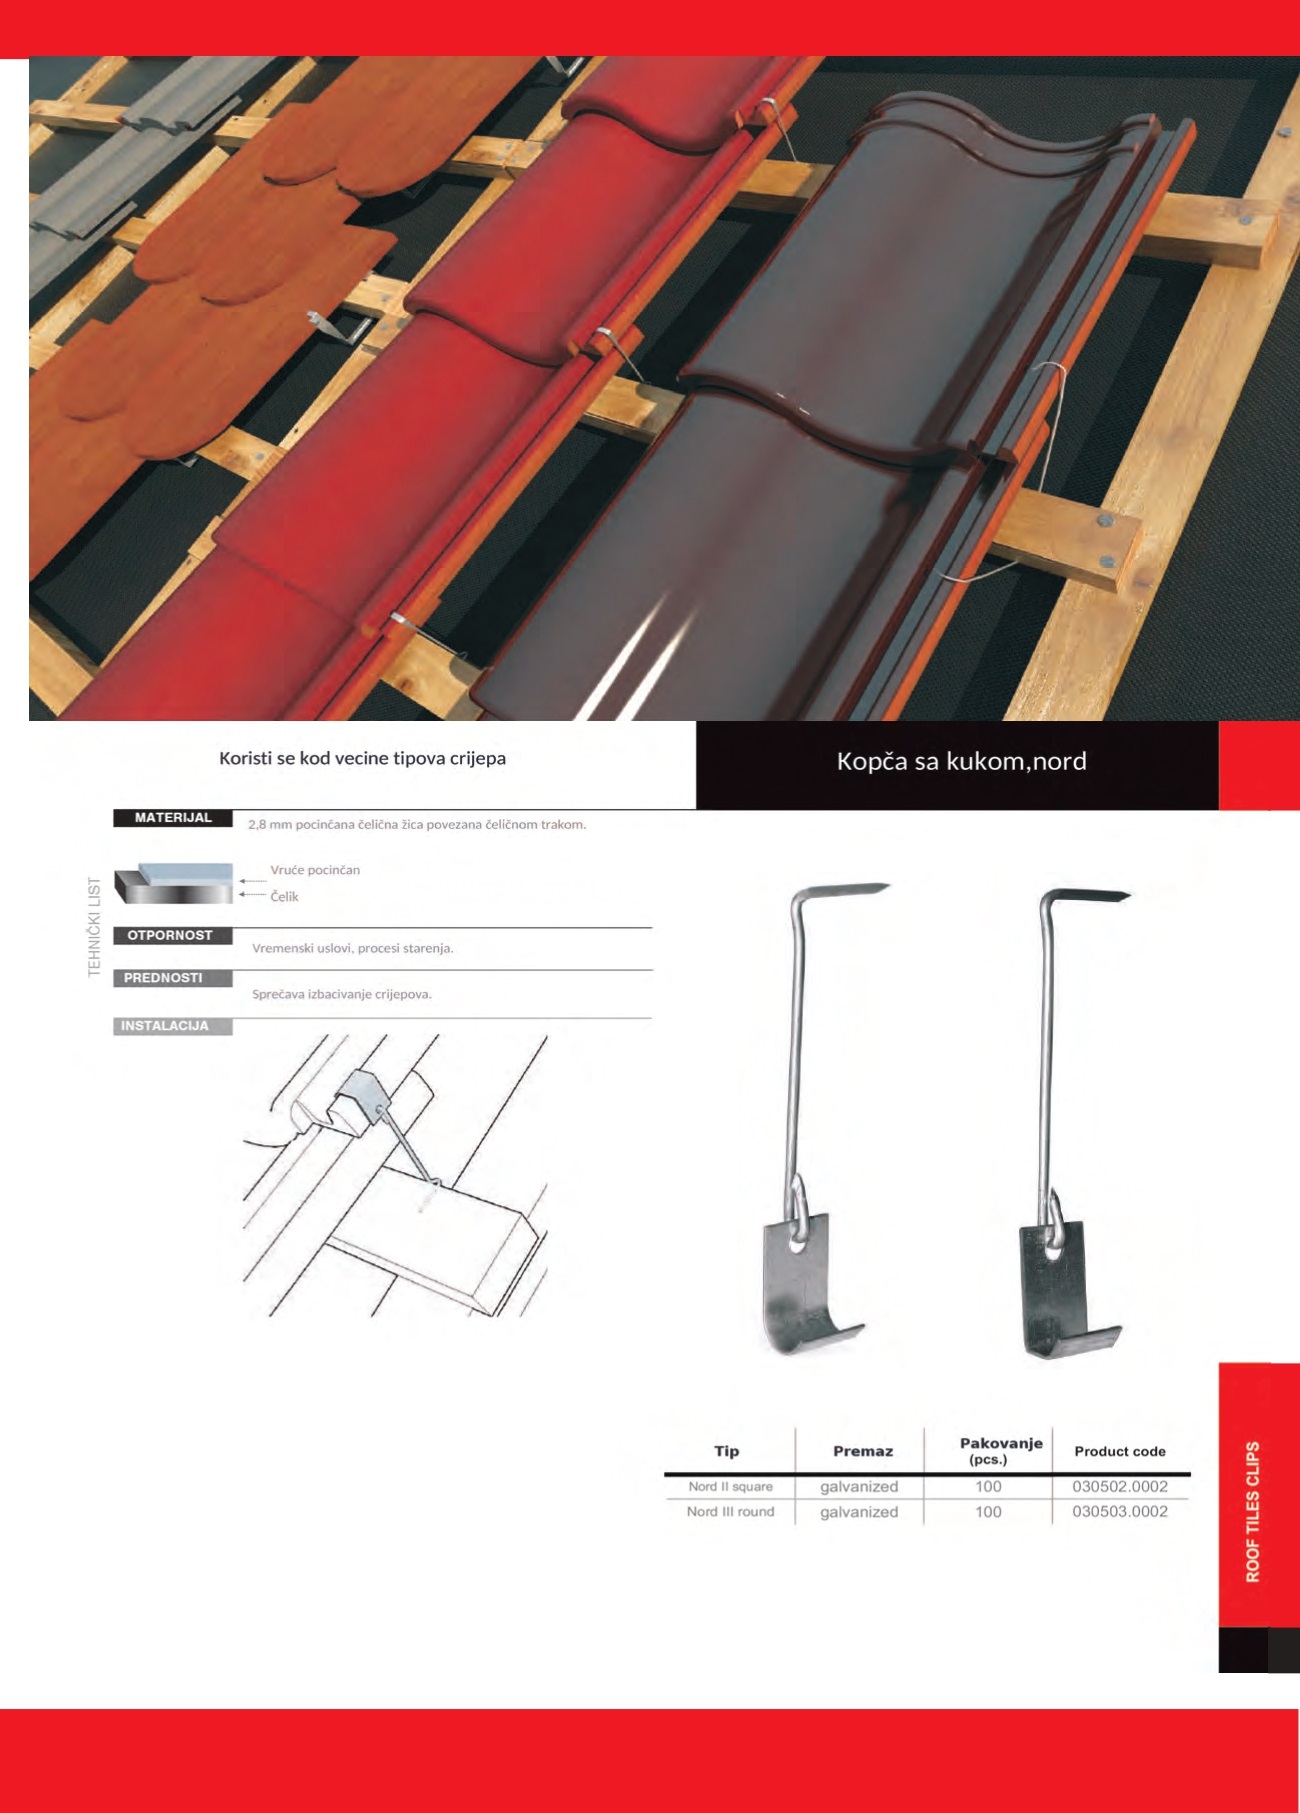 Koristi se kod vecine tipova crijepa
Kopča sa kukom,nord
TEHNIČKI LIST
MATERIJAL
2,8 mm pocinčana čelična žica povezana čeličnom trakom.
Vruće pocinčan
Čelik
OTPORNOST
Vremenski uslovi, procesi starenja.
PREDNOSTI
Sprečava izbacivanje crijepova.
INSTALACIJA
Tip Premaz Pakovanje (pcs.) Product code
Nord II square galvanized 100 030502.0002
Nord III round galvanized 100 030503.0002
ROOF TILES CLIPS